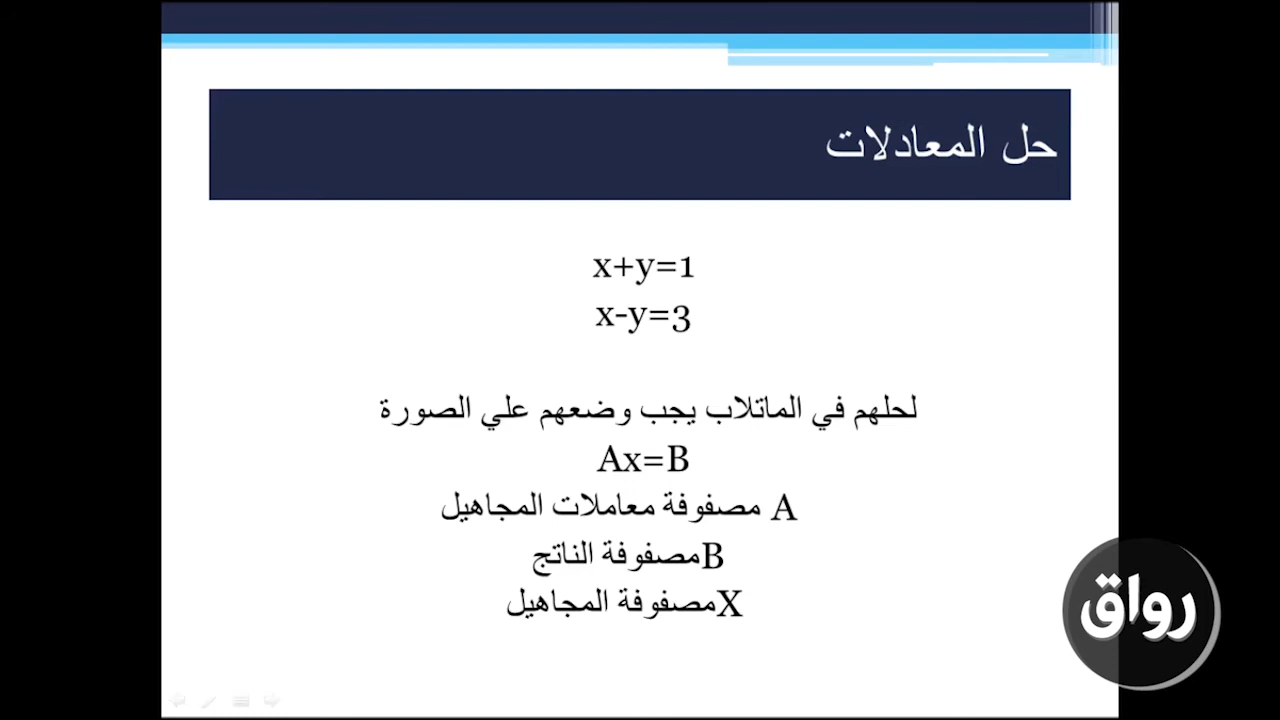 حل المعادلات
x+y=1
x-y=3
لحلهم في الماتلاب يجب وضعهم علي الصورة
Ax=B
A مصفوفة معاملات المجاهيل
Bمصفوفة الناتج
Xمصفوفة المجاهيل
رواق